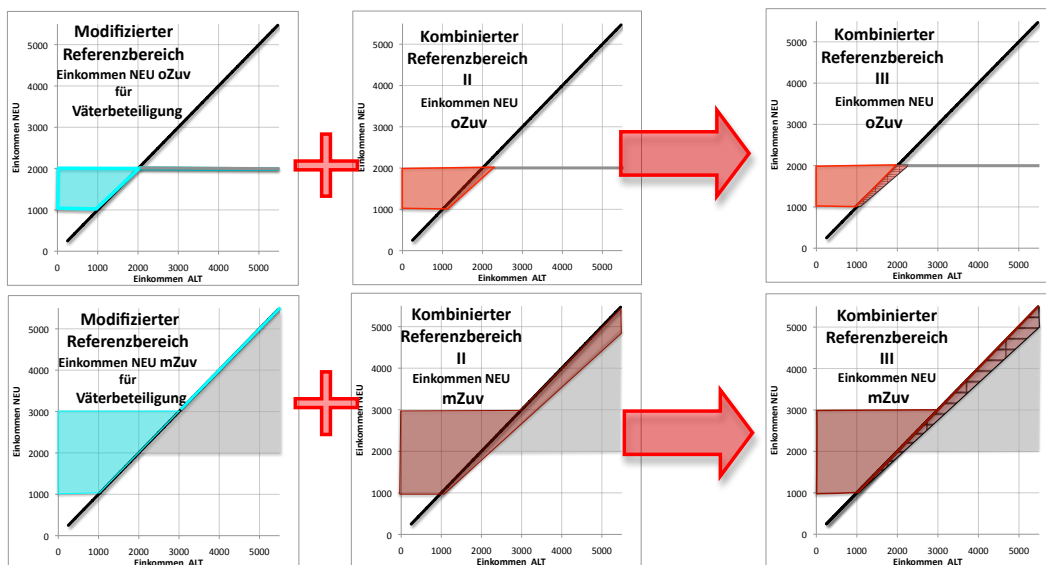 Modifizierter
Referenzbereich
Einkommen NEU oZuv
für
Väterbeteiligung
Einkommen NEU
5000
4000
3000
2000
1000
0
0 1000 2000 3000 4000 5000
Einkommen ALT
Kombinierter
Referenzbereich
II
Einkommen NEU
oZuv
Einkommen NEU
5000
4000
3000
2000
1000
0
0 1000 2000 3000 4000 5000
Einkommen ALT
Kombinierter
Referenzbereich
III
Einkommen NEU
oZuv
Einkommen NEU
5000
4000
3000
2000
1000
0
0 1000 2000 3000 4000 5000
Einkommen ALT
Modifizierter
Referenzbereich
Einkommen NEU mZuv
für
Väterbeteiligung
Einkommen NEU
5000
4000
3000
2000
1000
0
0 1000 2000 3000 4000 5000
Einkommen ALT
Kombinierter
Referenzbereich
II
Einkommen NEU
mZuv
Einkommen NEU
5000
4000
3000
2000
1000
0
0 1000 2000 3000 4000 5000
Einkommen ALT
Kombinierter
Referenzbereich
III
Einkommen NEU
mZuv
Einkommen NEU
5000
4000
3000
2000
1000
0
0 1000 2000 3000 4000 5000
Einkommen ALT